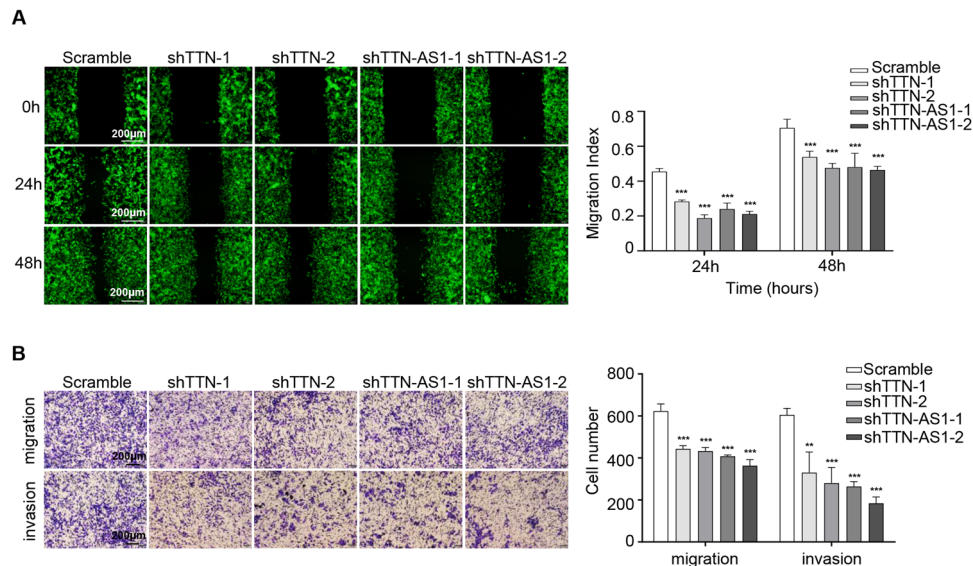 A
Scramble shTTN-1 shTTN-2 shTTN-AS1-1 shTTN-AS1-2
0h
200μm
24h
200μm
48h
200μm
Scramble
shTTN-1
shTTN-2
shTTN-AS1-1
shTTN-AS1-2
Migration Index
0.8
0.6
0.4
0.2
0
*** *** *** ***
*** *** *** ***
24h 48h
Time (hours)
B
Scramble shTTN-1 shTTN-2 shTTN-AS1-1 shTTN-AS1-2
migration
200μm
invasion
200μm
Scramble
shTTN-1
shTTN-2
shTTN-AS1-1
shTTN-AS1-2
Cell number
800
600
400
200
0
*** *** *** ***
** *** *** ***
migration invasion